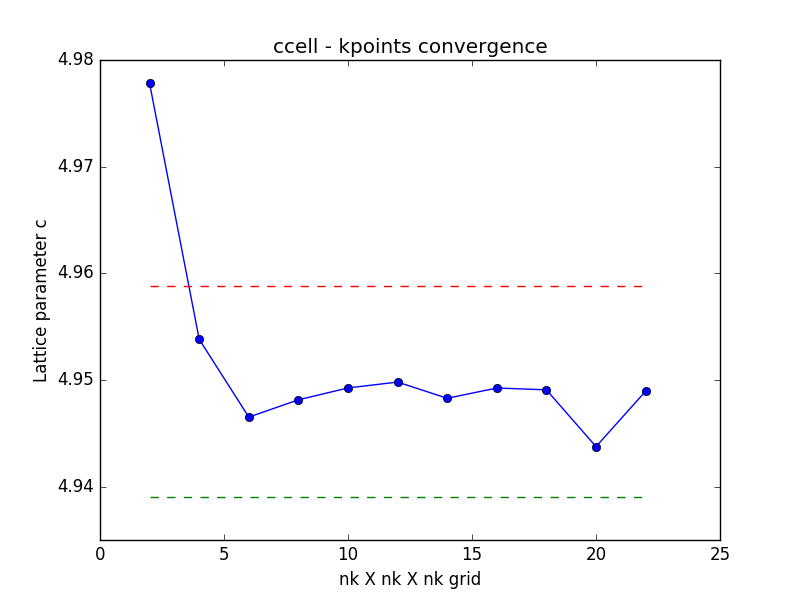 ccell - kpoints convergence
4.98
4.97
4.96
4.95
4.94
Lattice parameter c
0 5 10 15 20 25
nk X nk X nk grid